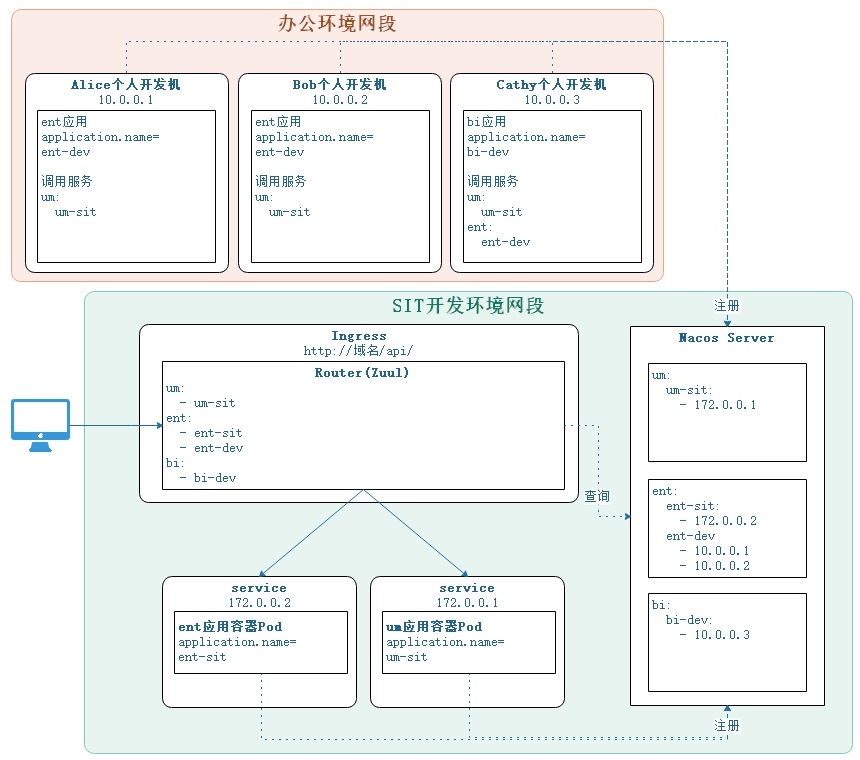 办公环境网段
Alice个人开发机
10.0.0.1
ent应用
application.name=
ent-dev
调用服务
um:
um-sit
Bob个人开发机
10.0.0.2
ent应用
application.name=
ent-dev
调用服务
um:
um-sit
Cathy个人开发机
10.0.0.3
bi应用
application.name=
bi-dev
调用服务
um:
um-sit
ent:
ent-dev
注册
SIT开发环境网段
Ingress
http://域名/api/
Router(Zuul)
um:
- um-sit
ent:
- ent-sit
- ent-dev
bi:
- bi-dev
查询
Nacos Server
um:
um-sit:
- 172.0.0.1
ent:
ent-sit:
- 172.0.0.2
ent-dev
- 10.0.0.1
- 10.0.0.2
bi:
bi-dev:
- 10.0.0.3
service
172.0.0.2
ent应用容器Pod
application.name=
ent-sit
service
172.0.0.1
um应用容器Pod
application.name=
um-sit
注册